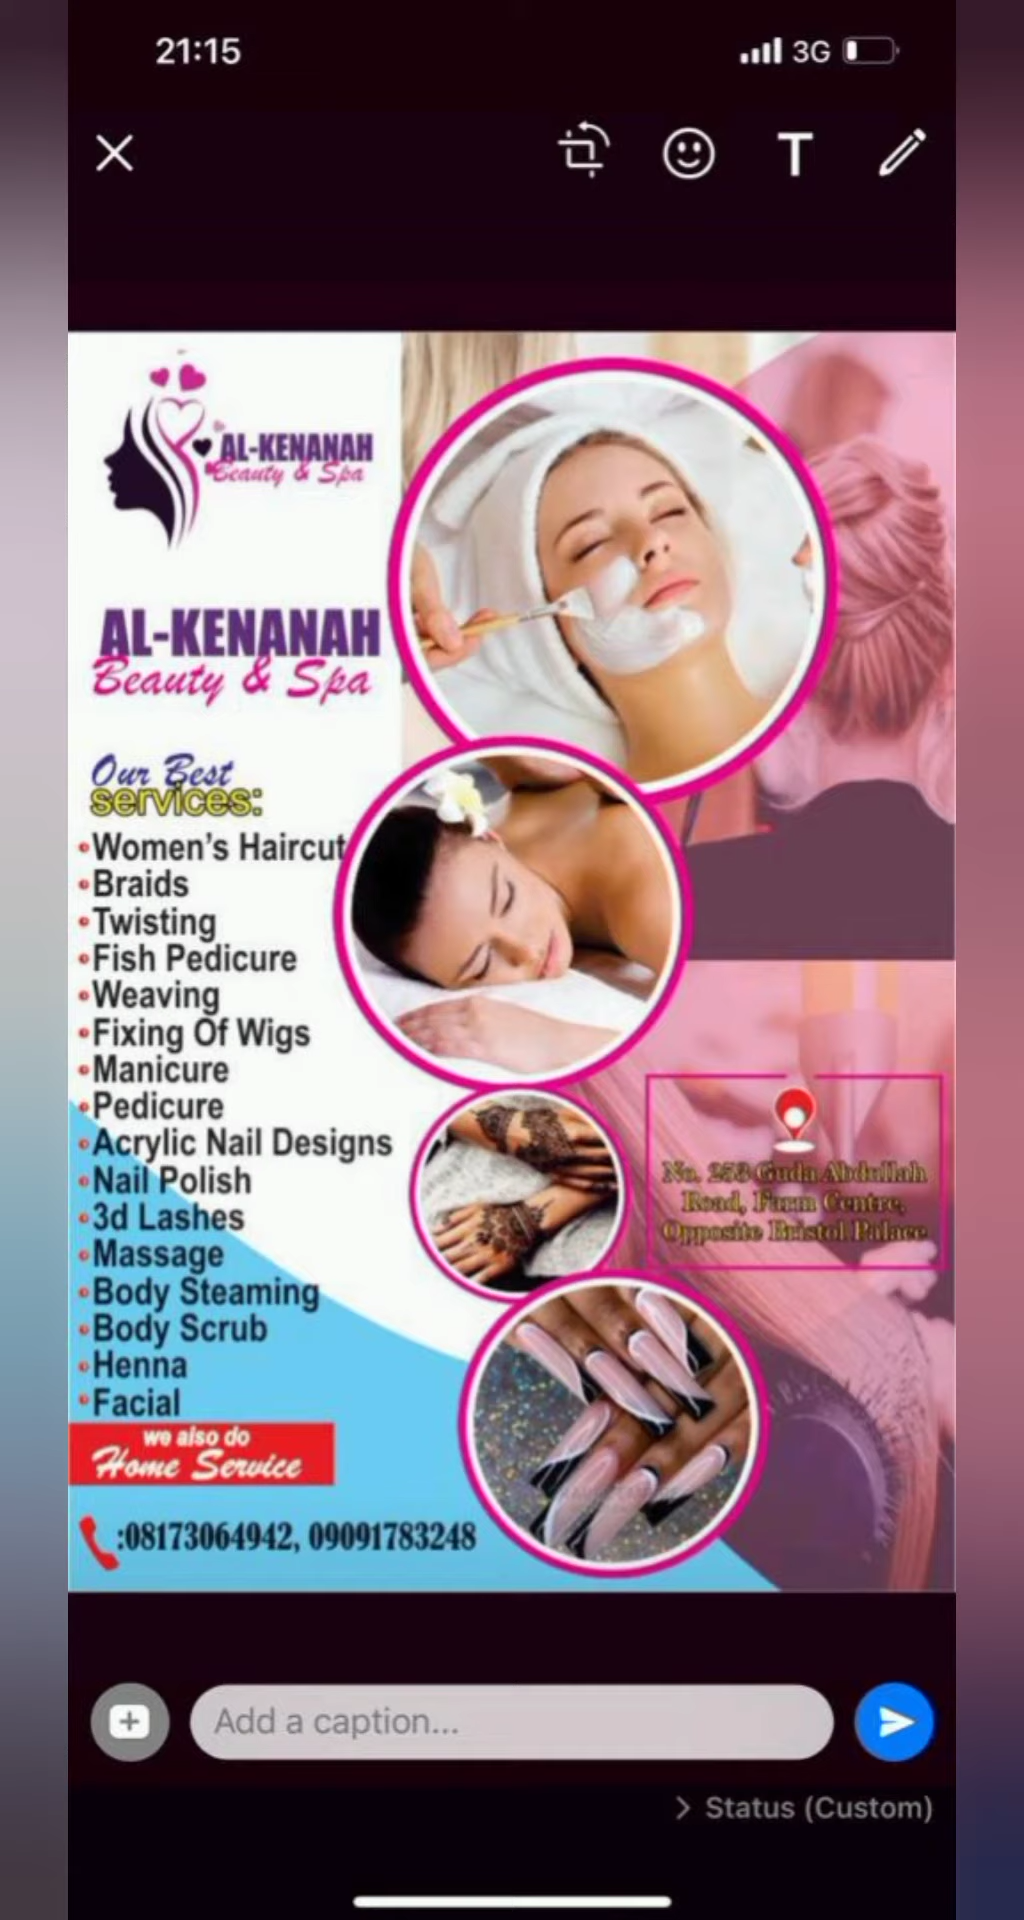 21:15
3G
T
AL-KENANAH
Beauty & Spa
AL-KENANAH
Beauty & Spa
Our Best
services:
Women's Haircut
Braids
Twisting
Fish Pedicure
Weaving
Fixing Of Wigs
Manicure
Pedicure
Acrylic Nail Designs
Nail Polish
3d Lashes
Massage
Body Steaming
Body Scrub
Henna
Facial
we also do
Home Service
:08173064942, 09091783248
No. 253 Guda Abdullah
Road, Farm Centre,
Opposite Bristol Palace
Add a caption...
Status (Custom)